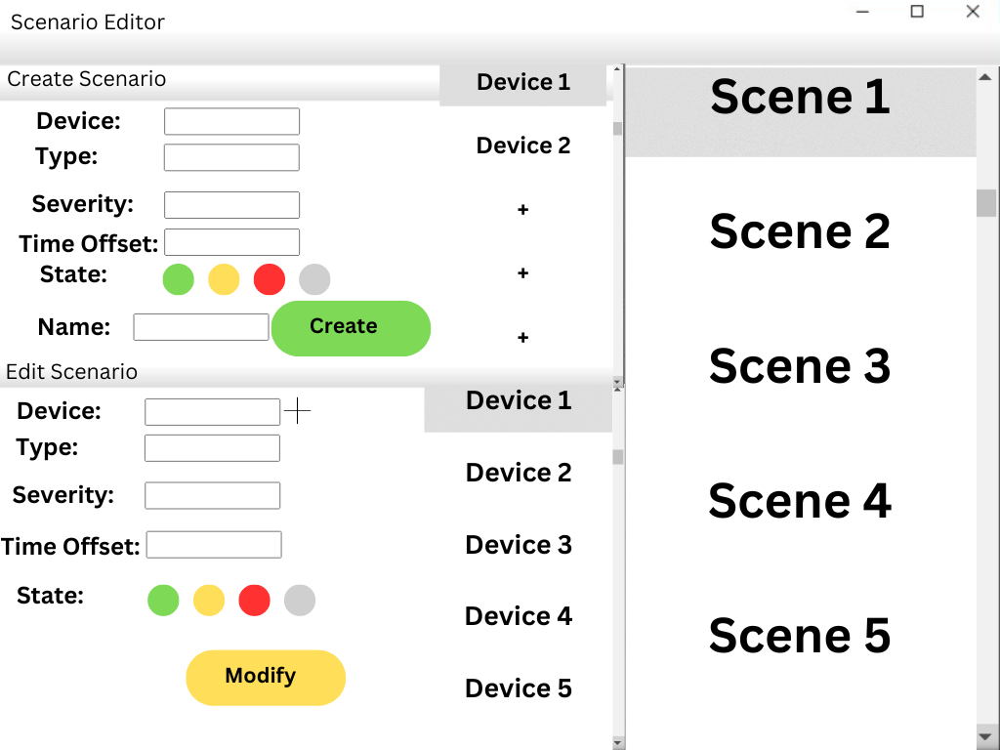 Scenario Editor
Create Scenario
Device:
Type:
Severity:
Time Offset:
State:
Name:
Create
Device 1
Device 2
+
+
+
Edit Scenario
Device:
Type:
Severity:
Time Offset:
State:
Modify
Device 1
Device 2
Device 3
Device 4
Device 5
Scene 1
Scene 2
Scene 3
Scene 4
Scene 5